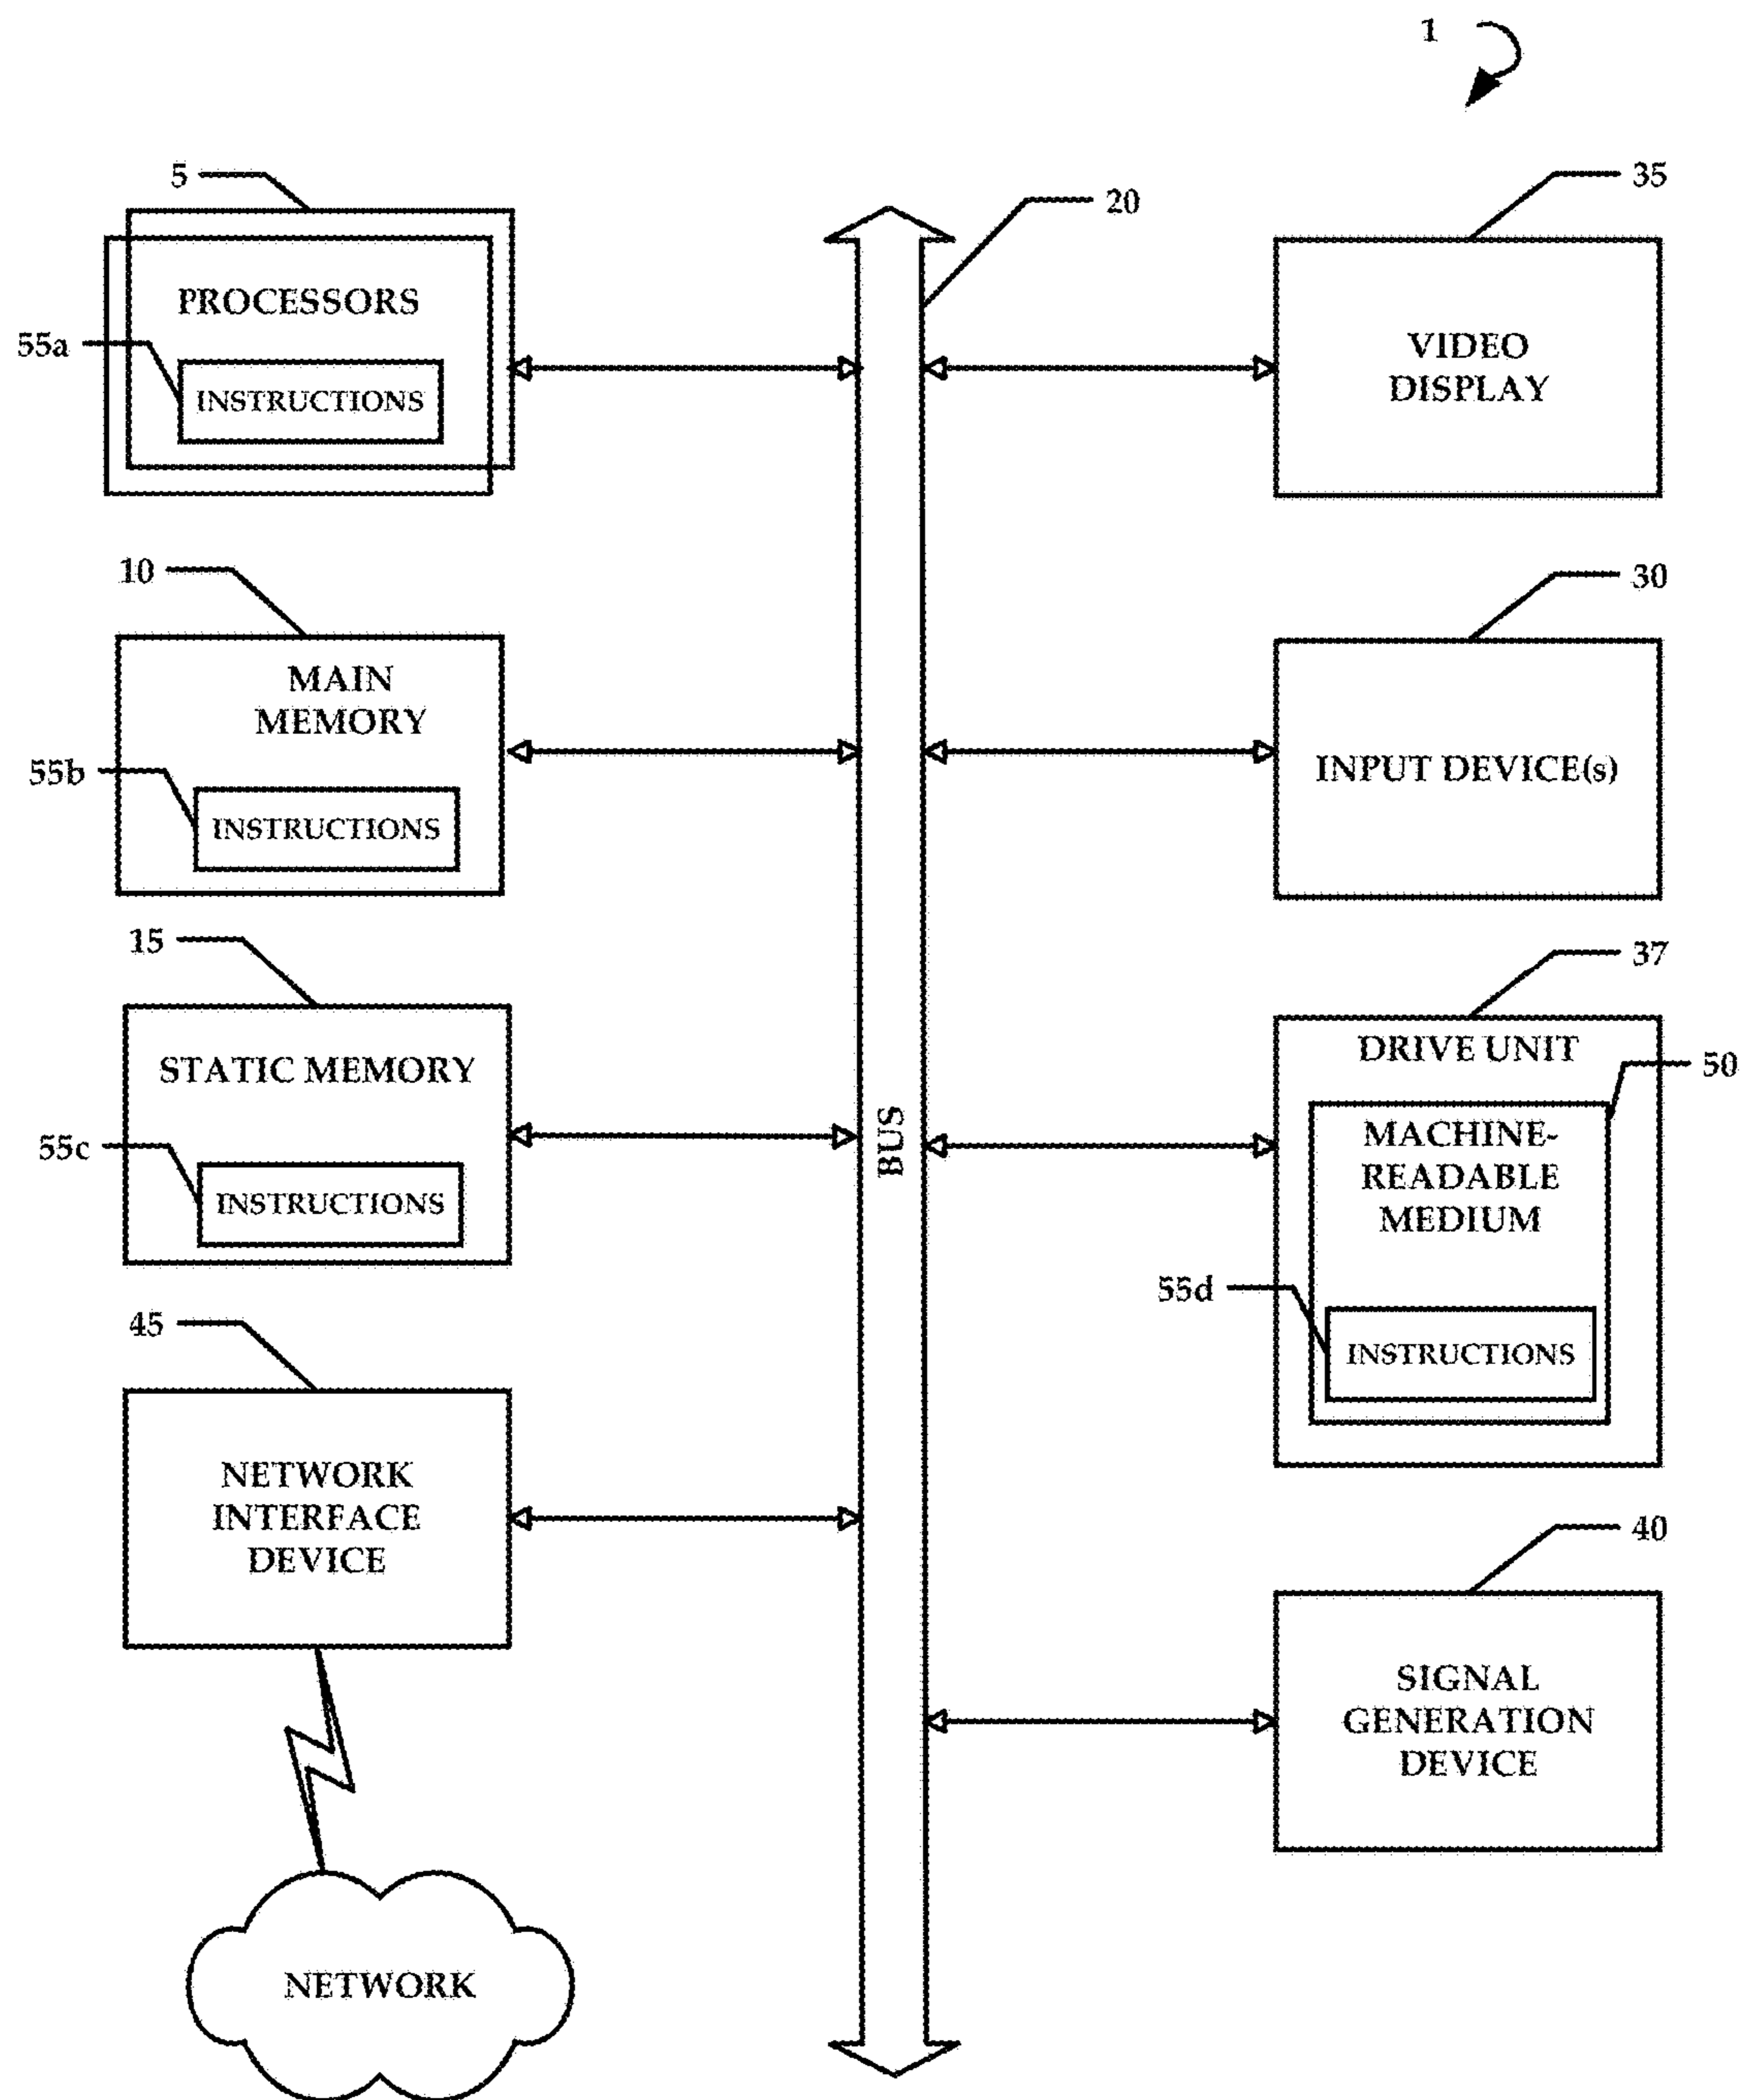 1
5
PROCESSORS
55a
INSTRUCTIONS
10
MAIN
MEMORY
55b
INSTRUCTIONS
15
STATIC MEMORY
55c
INSTRUCTIONS
45
NETWORK
INTERFACE
DEVICE
NETWORK
20
BUS
35
VIDEO
DISPLAY
30
INPUT DEVICE(s)
37
DRIVE UNIT
50
MACHINE-
READABLE
MEDIUM
55d
INSTRUCTIONS
40
SIGNAL
GENERATION
DEVICE